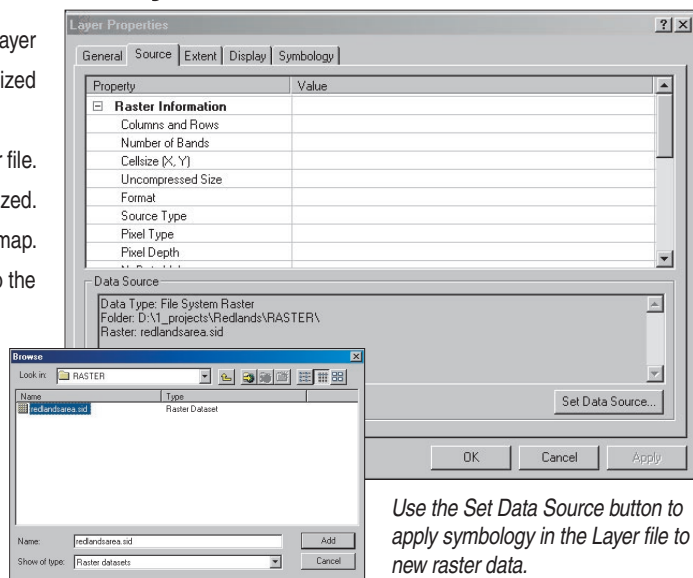 ayer
ized
file.
zed.
map.
o the
Layer Properties
General Source Extent Display Symbology
Property Value
Raster Information
Columns and Rows
Number of Bands
Cellsize (X, Y)
Uncompressed Size
Format
Source Type
Pixel Type
Pixel Depth
Data Source
Data Type: File System Raster
Folder: D:\1_projects\Redlands\RASTER\
Raster: redlandsarea.sid
Set Data Source...
OK Cancel Apply
Browse
Look in: RASTER
Name Type
redlandsarea.sid Raster Dataset
Name: redlandsarea.sid Add
Show of type: Raster datasets Cancel
Use the Set Data Source button to
apply symbology in the Layer file to
new raster data.